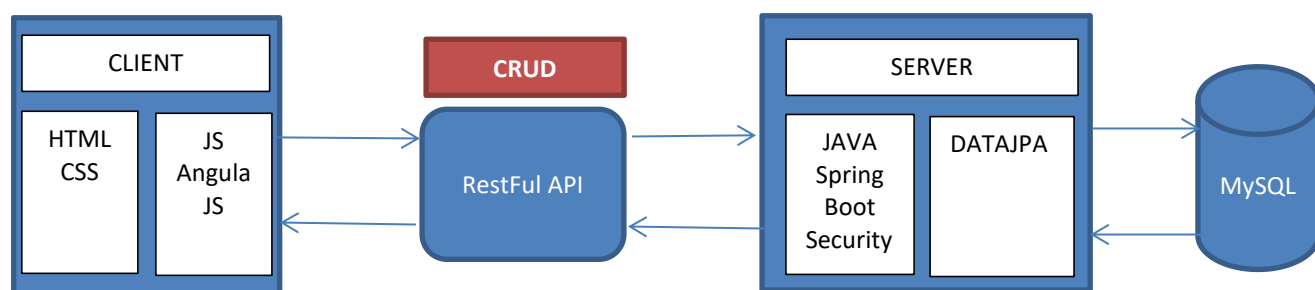 CLIENT
HTML
CSS
JS
Angula
JS
CRUD
RestFul API
SERVER
JAVA
Spring
Boot
Security
DATAJPA
MySQL